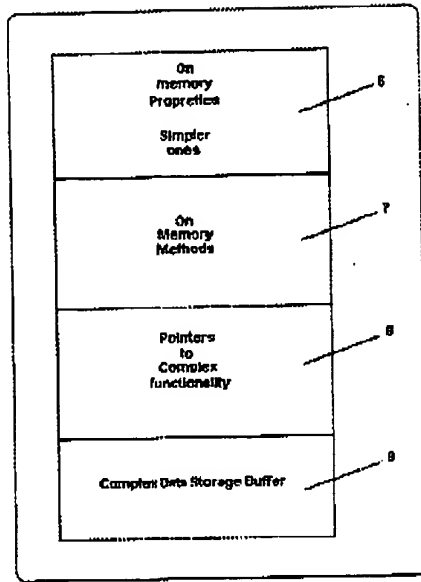 On
memory
Propreties
Simpler
ones
6
On
Memory
Methods
7
Pointers
to
Complex
functionality
8
Complex Data Storage Buffer
9